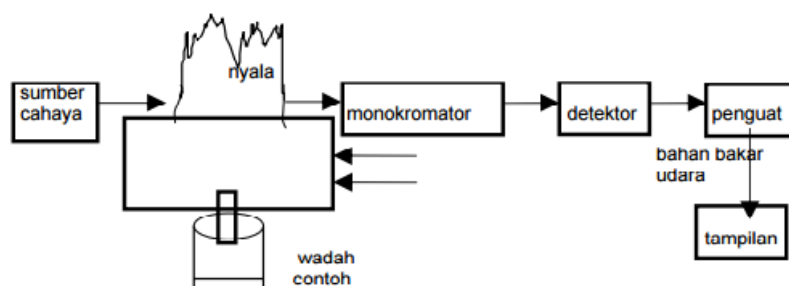 nyala
sumber
cahaya
monokromator
detektor
penguat
bahan bakar
udara
tampilan
wadah
contoh